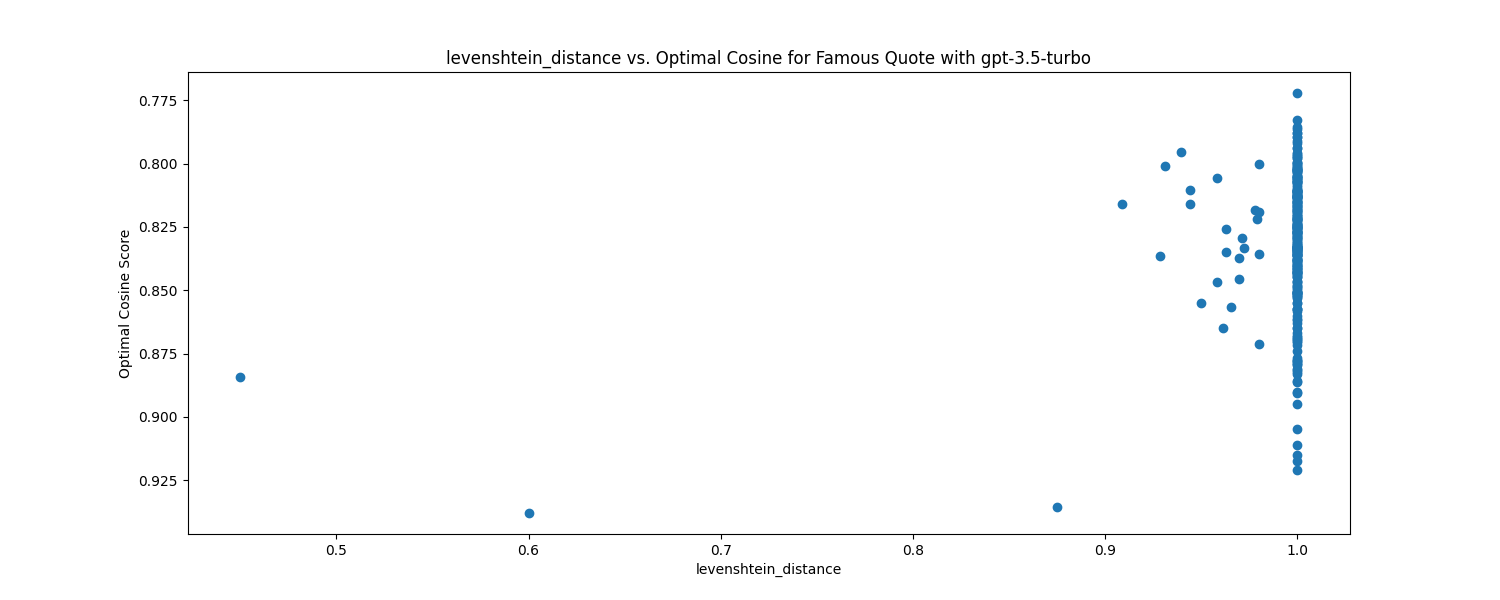 levenshtein_distance vs. Optimal Cosine for Famous Quote with gpt-3.5-turbo
Optimal Cosine Score
0.775
0.800
0.825
0.850
0.875
0.900
0.925
0.5 0.6 0.7 0.8 0.9 1.0
levenshtein_distance